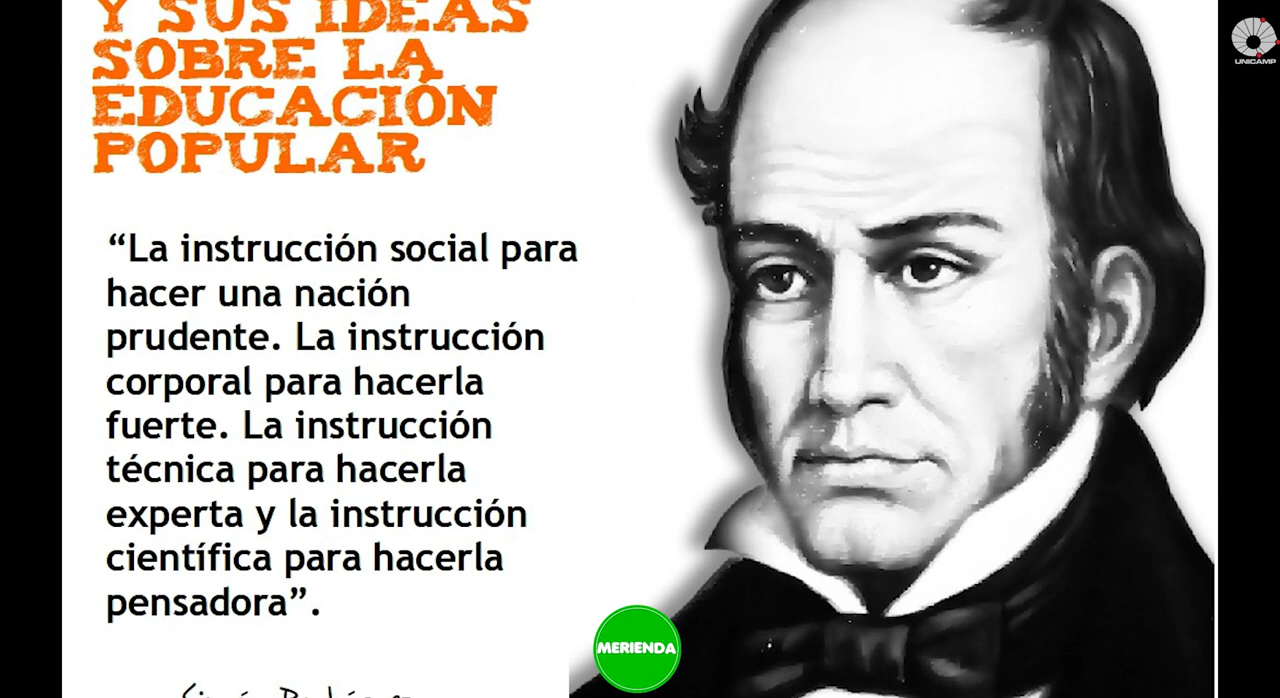 Y SUS IDEAS
SOBRE LA
EDUCACIÓN
POPULAR
“La instrucción social para
hacer una nación
prudente. La instrucción
corporal para hacerla
fuerte. La instrucción
técnica para hacerla
experta y la instrucción
científica para hacerla
pensadora”.
MERIENDA
UNICAMP